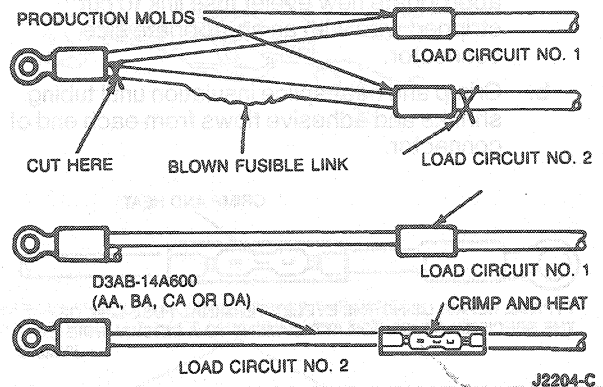 PRODUCTION MOLDS
LOAD CIRCUIT NO. 1
CUT HERE
BLOWN FUSIBLE LINK
LOAD CIRCUIT NO. 2
LOAD CIRCUIT NO. 1
D3AB-14A600
(AA, BA, CA OR DA)
CRIMP AND HEAT
LOAD CIRCUIT NO. 2
J2204-C